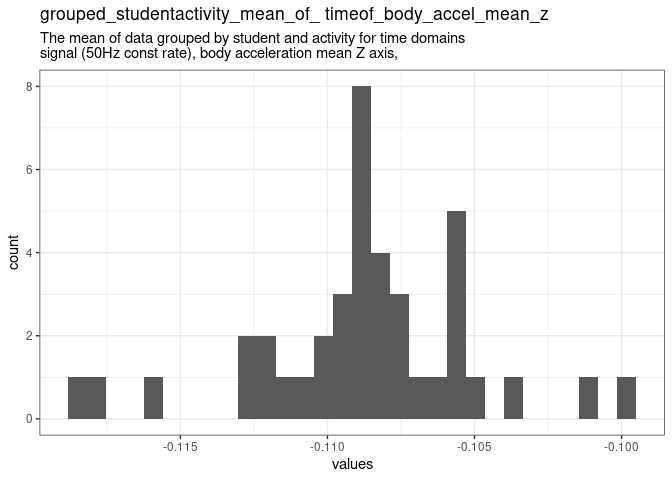 grouped_studentactivity_mean_of_ timeof_body_accel_mean_z
The mean of data grouped by student and activity for time domains
signal (50Hz const rate), body acceleration mean Z axis,
8
6
4
2
0
count
-0.115 -0.110 -0.105 -0.100
values